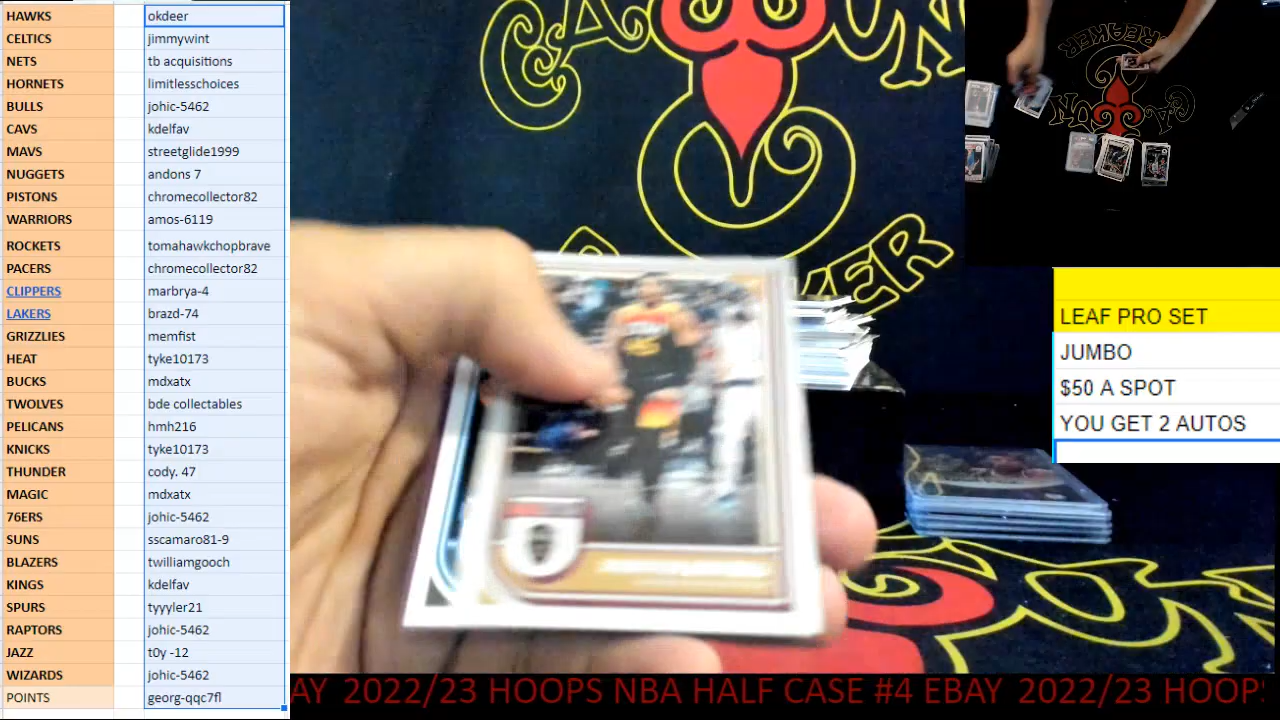 HAWKS okdeer
CELTICS jimmywint
NETS tb acquisitions
HORNETS limitlesschoices
BULLS johic-5462
CAVS kdelfav
MAVS streetglide1999
NUGGETS andons 7
PISTONS chromecollector82
WARRIORS amos-6119
ROCKETS tomahawkchopbrave
PACERS chromecollector82
CLIPPERS marbrya-4
LAKERS brazd-74
GRIZZLIES memfist
HEAT tyke10173
BUCKS mdxatx
TWOLVES bde collectables
PELICANS hmh216
KNICKS tyke10173
THUNDER cody. 47
MAGIC mdxatx
76ERS johic-5462
SUNS sscamaro81-9
BLAZERS twilliamgooch
KINGS kdelfav
SPURS tyyyler21
RAPTORS johic-5462
JAZZ t0y -12
WIZARDS johic-5462
POINTS georg-qqc7fl
LEAF PRO SET
JUMBO
$50 A SPOT
YOU GET 2 AUTOS
AY 2022/23 HOOPS NBA HALF CASE #4 EBAY 2022/23 HOOPS